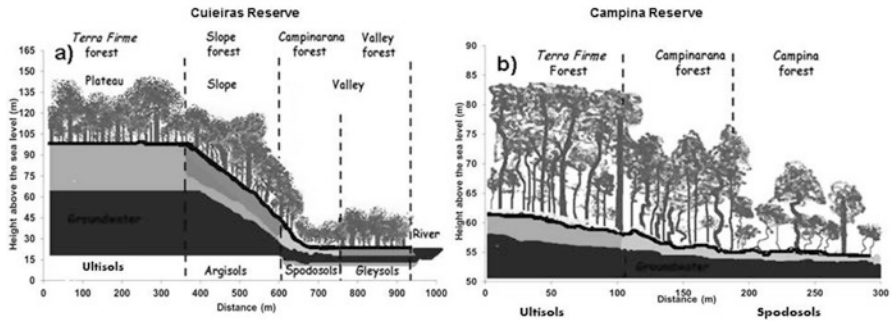 Cuieiras Reserve
a)
Terra Firme forest
Slope forest
Campinarana forest
Valley forest
Plateau
Slope
Valley
Height above the sea level (m)
165
150
135
120
105
90
75
60
45
30
15
0
Groundwater
River
Ultisols
Argisols
Spodosols
Gleysols
0 100 200 300 400 500 600 700 800 900 1000
Distance (m)
Campina Reserve
b)
Terra Firme Forest
Campinarana forest
Campina forest
Height above the sea level (m)
90
85
80
75
70
65
60
55
50
Groundwater
0 50 100 150 200 250 300
Distance (m)
Ultisols
Spodosols